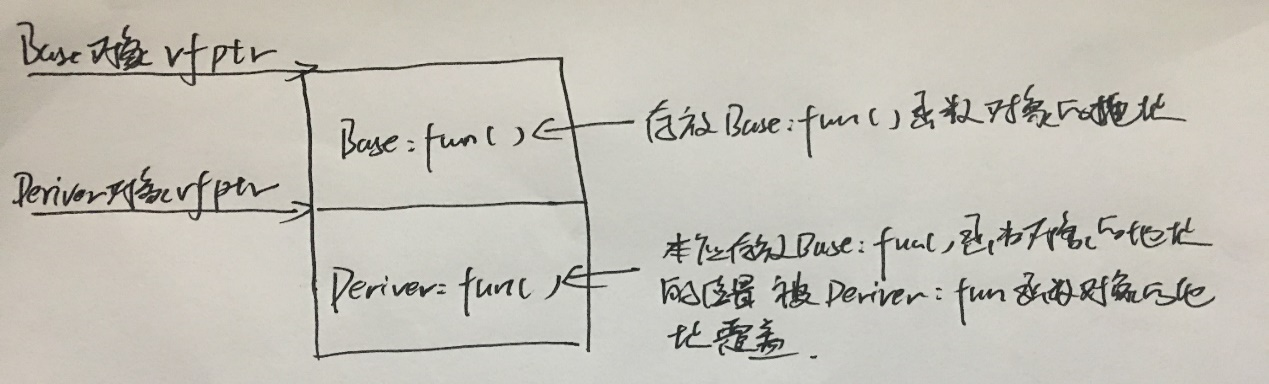 Base对象vfptr
Base:fun()
存放Base:fun()函数对象的地址
Deriver对象vfptr
Deriver:fun()
本应存放Base:fun()函数对象的地址
的位置 被Deriver:fun函数对象的地
址覆盖.